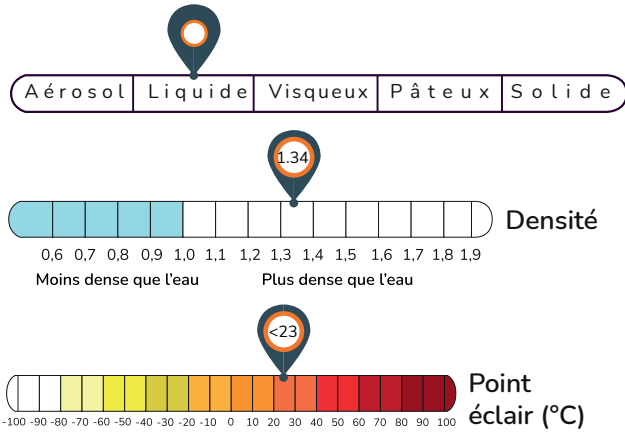 Aérosol Liquide Visqueux Pâteux Solide
1.34
Densité
0,6 0,7 0,8 0,9 1,0 1,1 1,2 1,3 1,4 1,5 1,6 1,7 1,8 1,9
Moins dense que l'eau Plus dense que l'eau
<23
Point
éclair (°C)
-100 -90 -80 -70 -60 -50 -40 -30 -20 -10 0 10 20 30 40 50 60 70 80 90 100